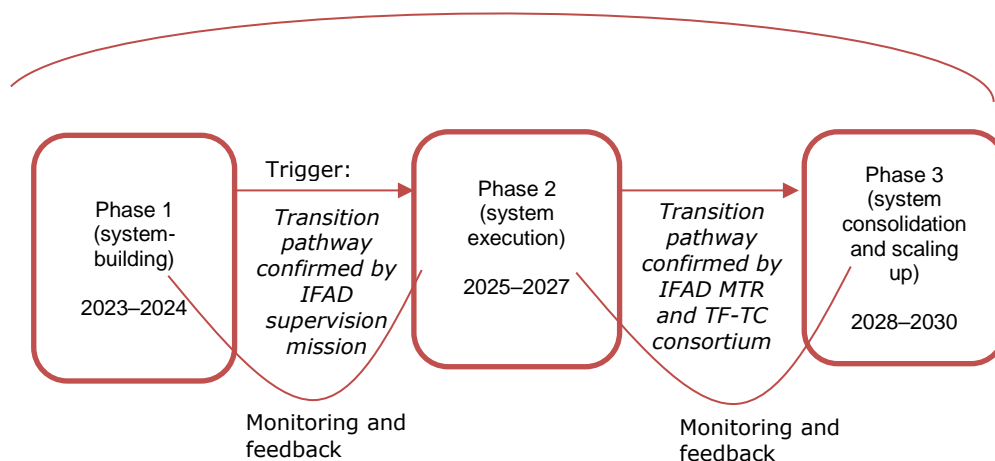 Phase 1
(system-
building)
2023–2024
Trigger:
Transition
pathway
confirmed by
IFAD
supervision
mission
Monitoring and
feedback
Phase 2
(system
execution)
2025–2027
Transition
pathway
confirmed by
IFAD MTR
and TF-TC
consortium
Monitoring and
feedback
Phase 3
(system
consolidation
and scaling
up)
2028–2030